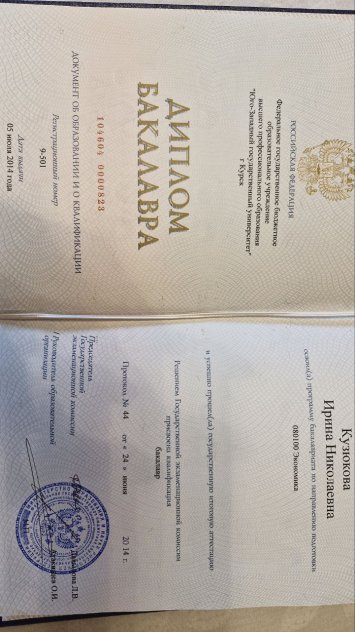 РОССИЙСКАЯ ФЕДЕРАЦИЯ
Федеральное государственное бюджетное
образовательное учреждение
высшего профессионального образования
"Юго-Западный государственный университет"
г Курск
ДИПЛОМ
БАКАЛАВРА
104604 0000823
ДОКУМЕНТ ОБ ОБРАЗОВАНИИ И О КВАЛИФИКАЦИИ
Регистрационный номер
9-501
Дата выдачи
05 июля 2014 года
Кузюкова
Ирина Николаевна
освоил(а) программу бакалавриата по направлению подготовки
080100 Экономика
и успешно прошел(ла) государственную итоговую аттестацию
Решением Государственной экзаменационной комиссии
присвоена квалификация
бакалавр
Протокол № 44 от « 24 » июня 2014 г.
Председатель
Государственной
экзаменационной комиссии
Л.В.
Руководитель образовательной
организации
О.И.